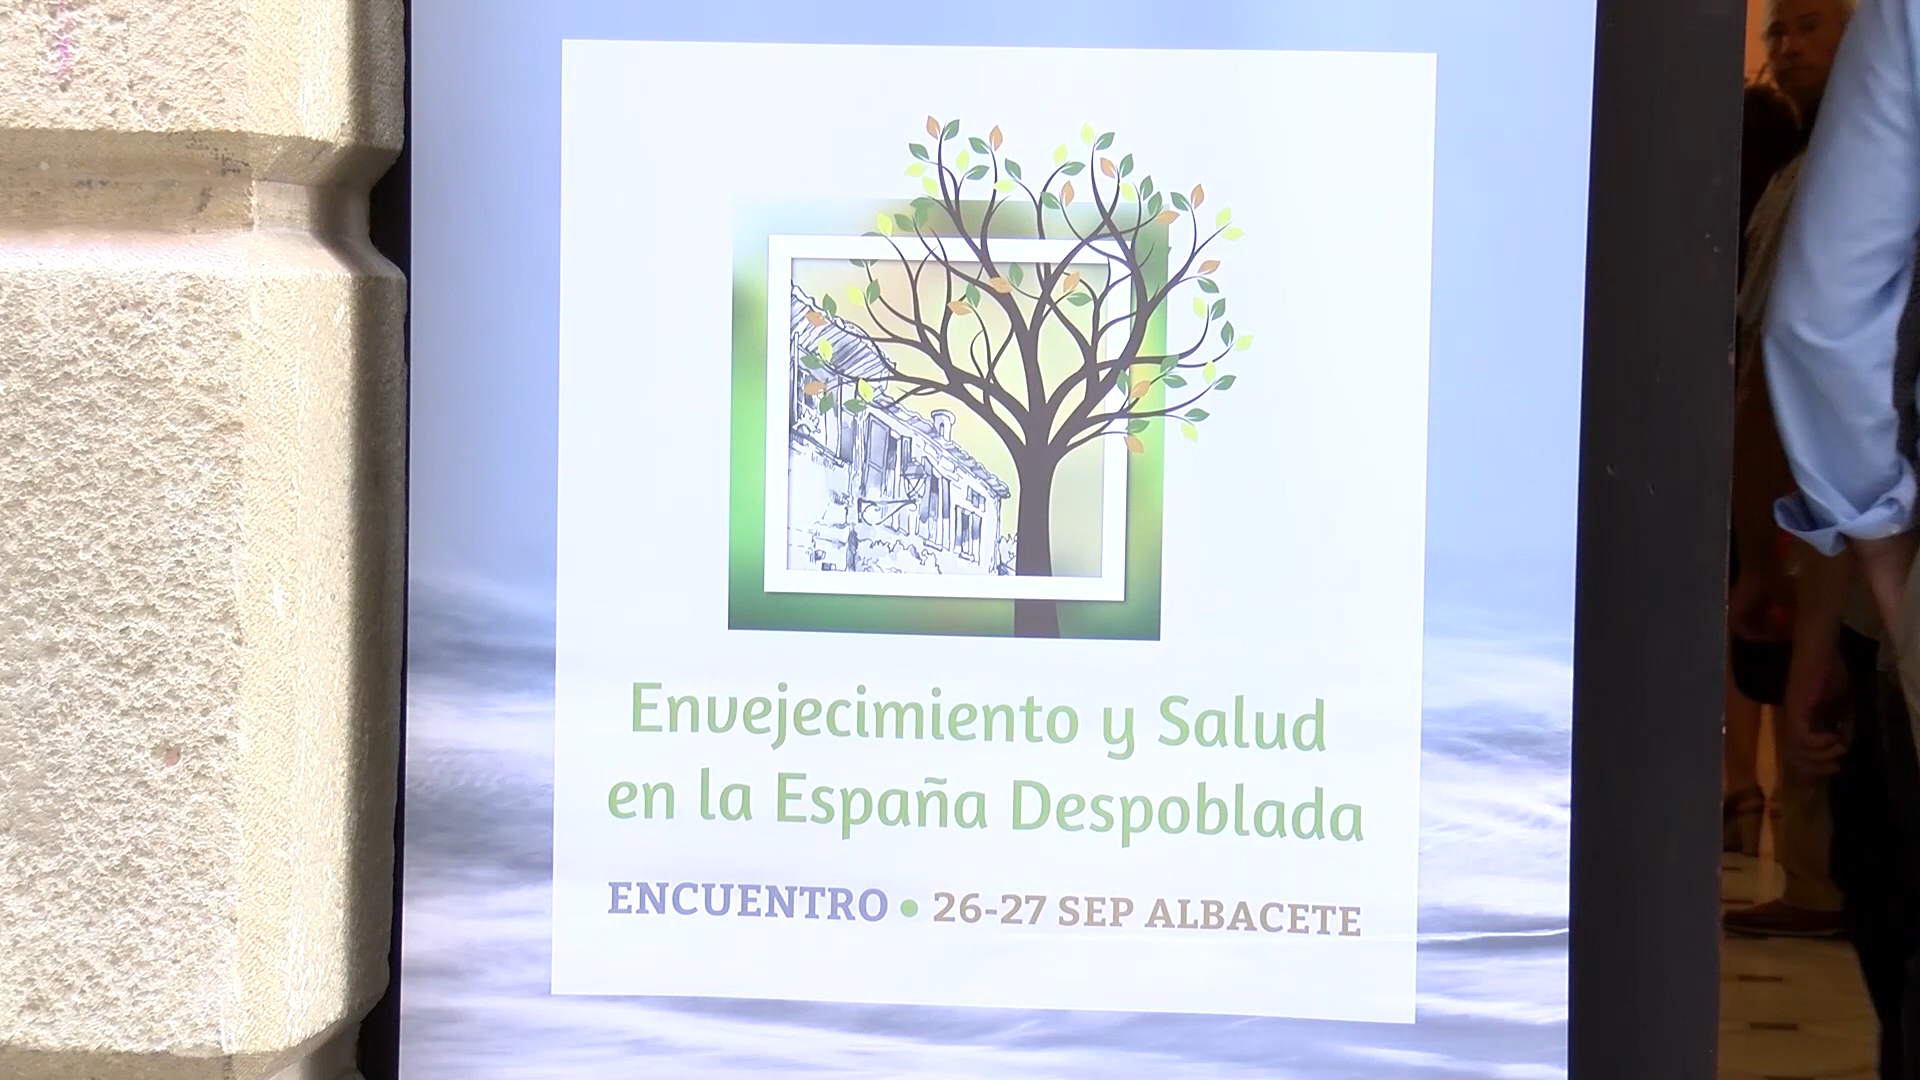 Envejecimiento y Salud
en la España Despoblada
ENCUENTRO • 26-27 SEP ALBACETE